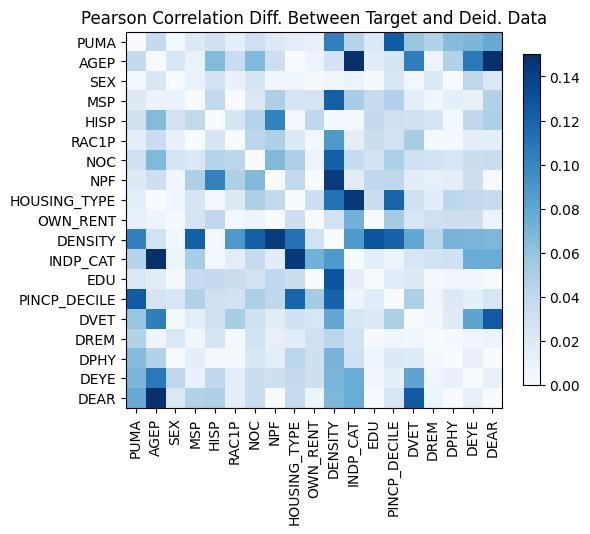 Pearson Correlation Diff. Between Target and Deid. Data
PUMA
AGEP
SEX
MSP
HISP
RAC1P
NOC
NPF
HOUSING_TYPE
OWN_RENT
DENSITY
INDP_CAT
EDU
PINCP_DECILE
DVET
DREM
DPHY
DEYE
DEAR
PUMA
AGEP
SEX
MSP
HISP
RAC1P
NOC
NPF
HOUSING_TYPE
OWN_RENT
DENSITY
INDP_CAT
EDU
PINCP_DECILE
DVET
DREM
DPHY
DEYE
DEAR
0.14
0.12
0.10
0.08
0.06
0.04
0.02
0.00